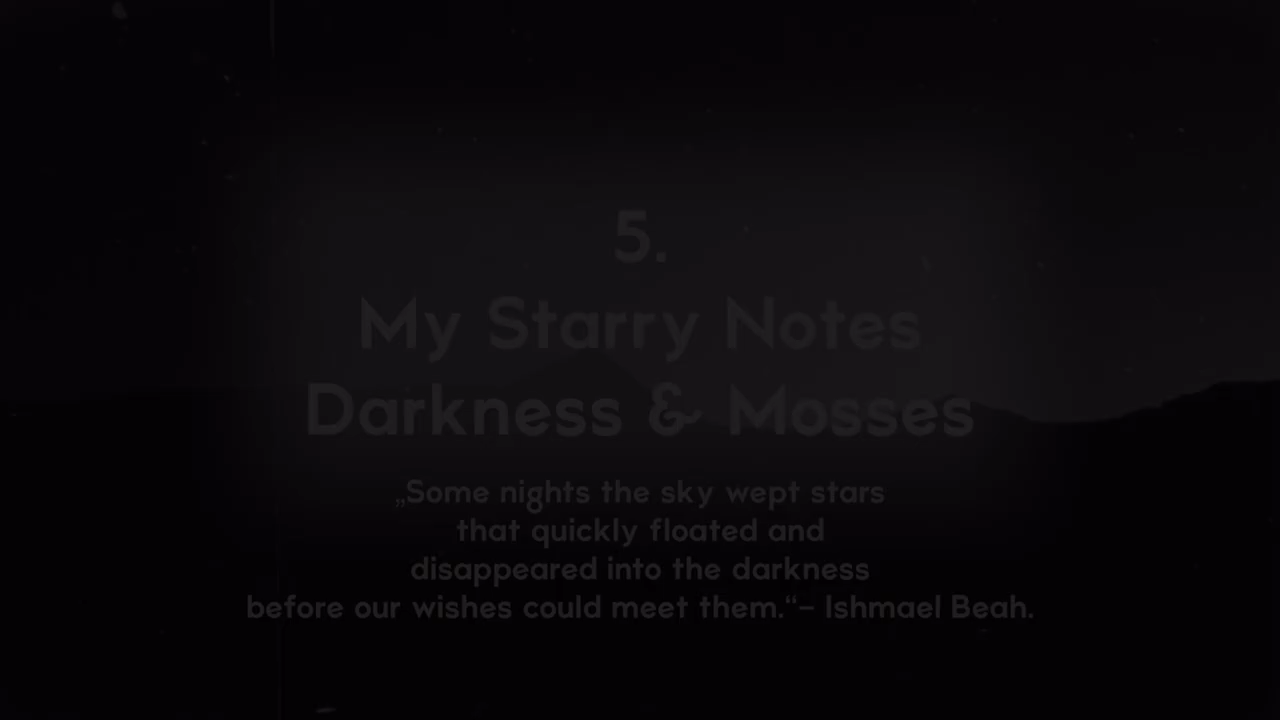 5.
My Starry Notes
Darkness & Mosses
„Some nights the sky wept stars
that quickly floated and
disappeared into the darkness
before our wishes could meet them.“– Ishmael Beah.